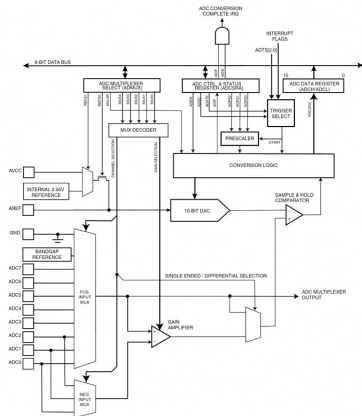 ADC CONVERSION
COMPLETE IRQ
INTERRUPT
FLAGS
ADTS[2:0]
8-BIT DATA BUS
15
0
ADC MULTIPLEXER
SELECT (ADMUX)
ADC CTRL & STATUS
REGISTER (ADCSRA)
ADC DATA REGISTER
(ADCH/ADCL)
TRIGGER
SELECT
MUX DECODER
PRESCALER
START
CHANNEL SELECTION
GAIN SELECTION
CONVERSION LOGIC
AVCC
INTERNAL 2.56V
REFERENCE
SAMPLE & HOLD
COMPARATOR
AREF
10-BIT DAC
-
+
GND
BANDGAP
REFERENCE
ADC7
ADC6
ADC5
ADC4
ADC3
ADC2
ADC1
ADC0
POS
INPUT
MUX
SINGLE ENDED / DIFFERENTIAL SELECTION
ADC MULTIPLEXER
OUTPUT
GAIN
AMPLIFIER
+
-
NEG
INPUT
MUX